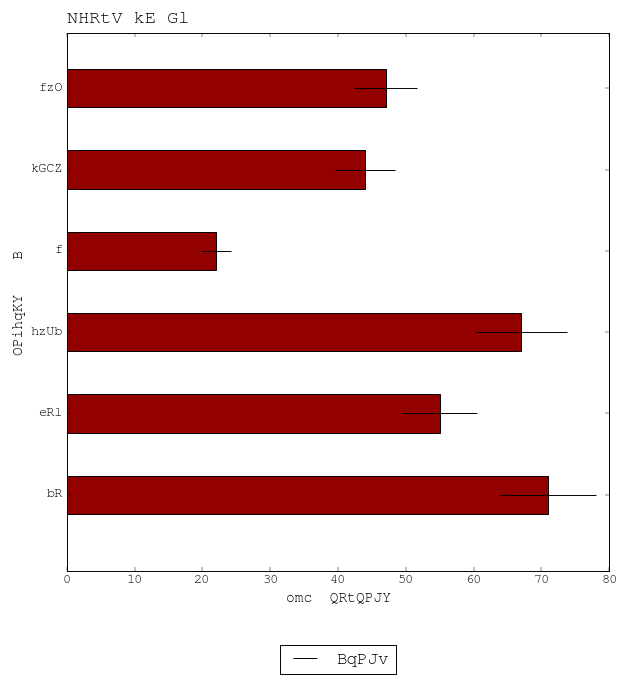 NHRtV kE Gl
fzO
kGCZ
f
hzUb
eRl
bR
OPihqKY  B
0 10 20 30 40 50 60 70 80
omc  QRtQPJY
BqPJv